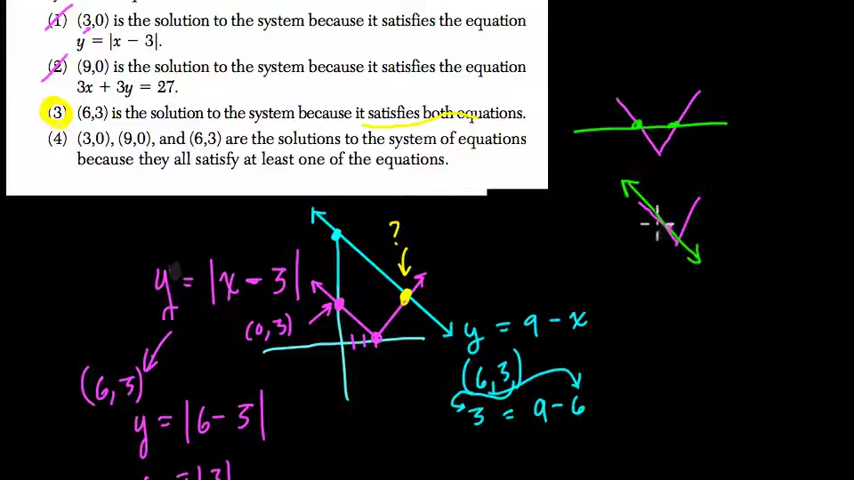 (1) (3,0) is the solution to the system because it satisfies the equation
y = |x − 3|.
(2) (9,0) is the solution to the system because it satisfies the equation
3x + 3y = 27.
(3) (6,3) is the solution to the system because it satisfies both equations.
(4) (3,0), (9,0), and (6,3) are the solutions to the system of equations
because they all satisfy at least one of the equations.
?
y = |x - 3|
(0,3)
y = 9 - x
(6,3)
(6,3)
3 = 9 - 6
y = |6 - 3|
= |3|